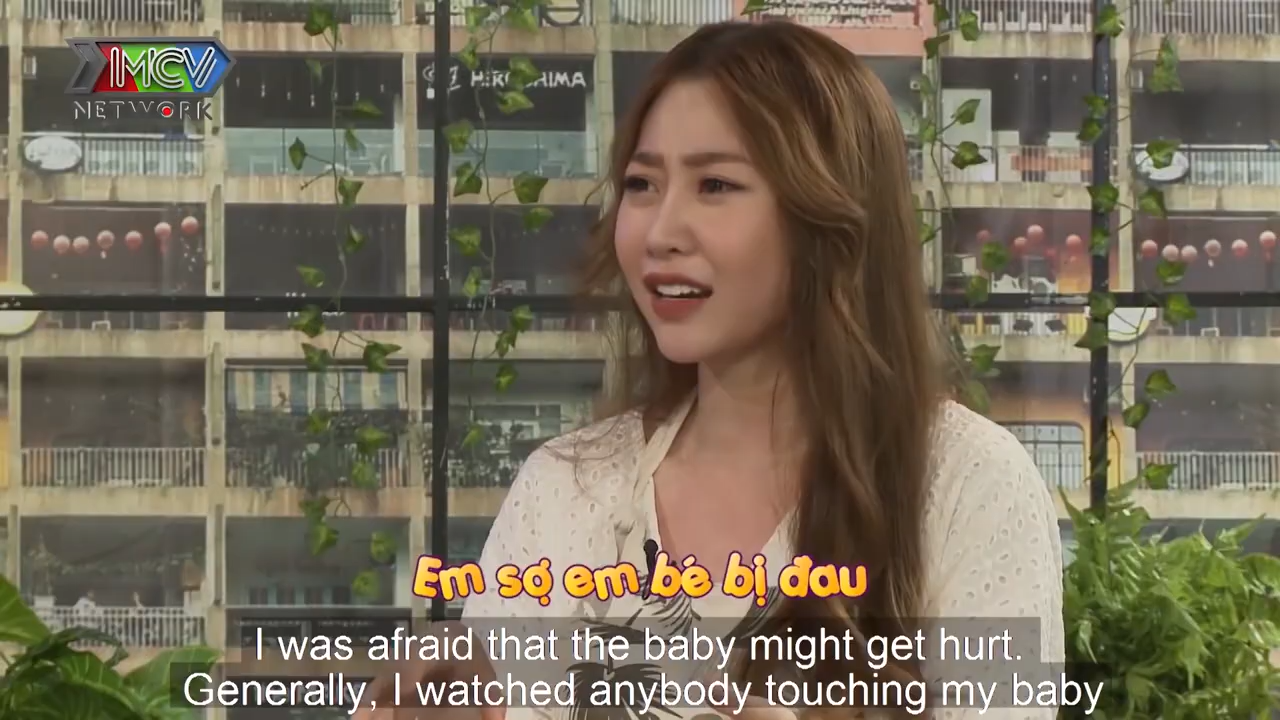 MCV
NETWORK
HIROSHIMA
Em sợ em bé bị đau
I was afraid that the baby might get hurt.
Generally, I watched anybody touching my baby